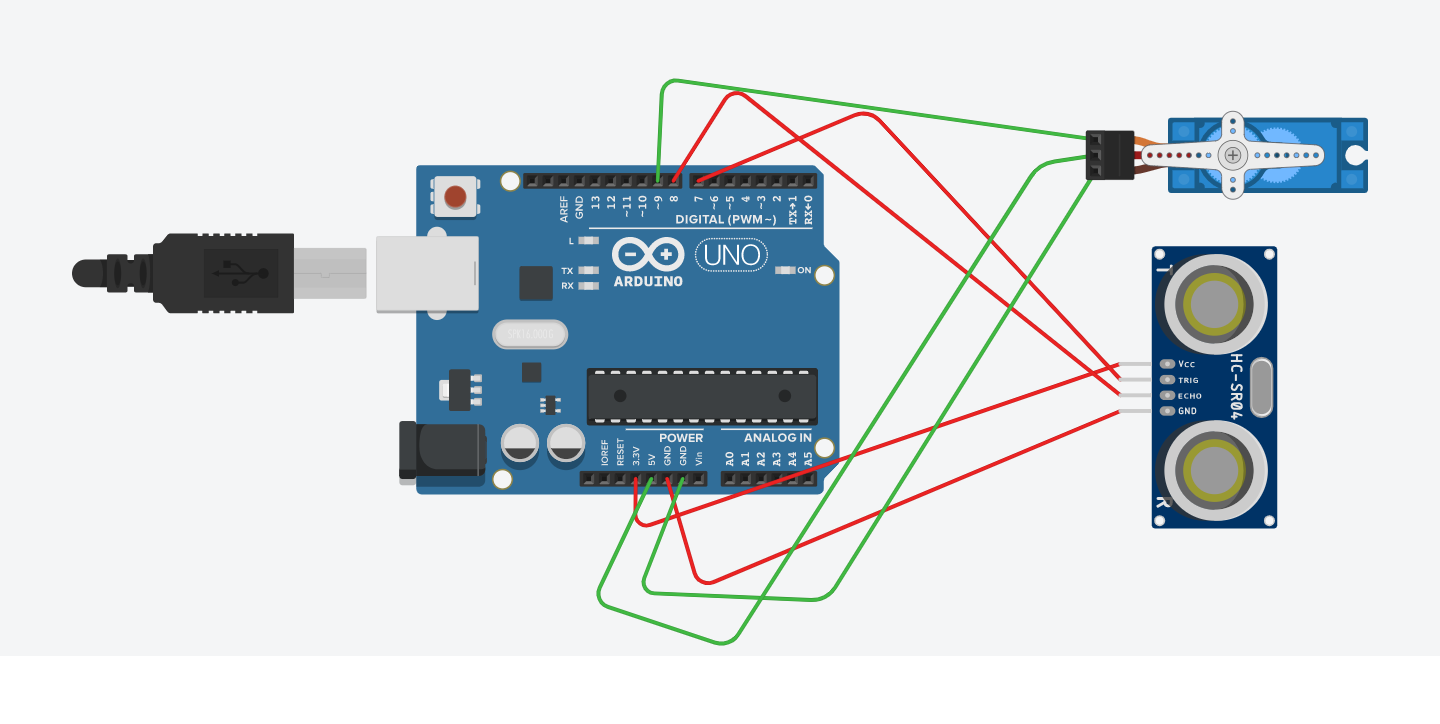 AREF
GND
13
12
~11
~10
~9
8
7
~6
~5
4
~3
2
TX→1
RX←0
DIGITAL (PWM~)
L
TX
RX
UNO
ARDUINO
ON
POWER
ANALOG IN
IOREF
RESET
3.3V
5V
GND
GND
Vin
A0
A1
A2
A3
A4
A5
T
VCC
TRIG
ECHO
GND
HC-SR04
R